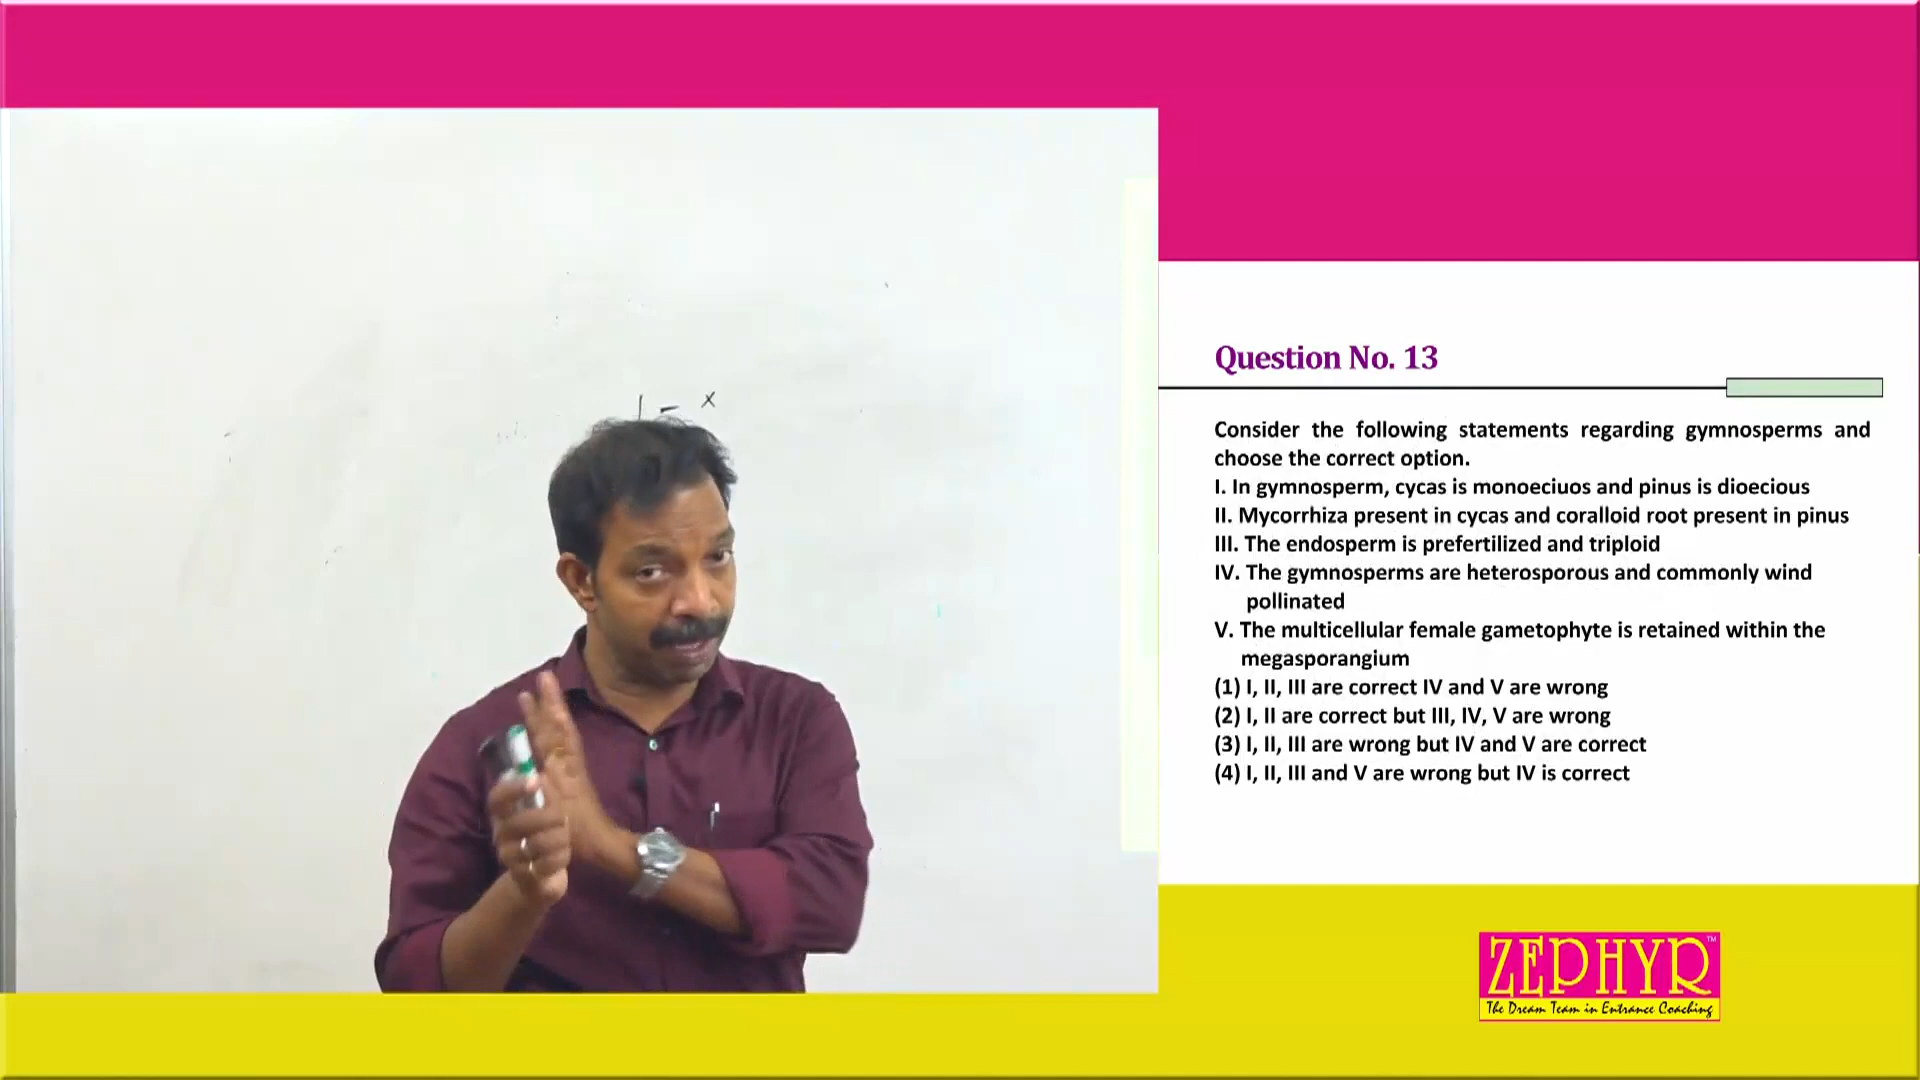 I - x
Question No. 13
Consider the following statements regarding gymnosperms and
choose the correct option.
I. In gymnosperm, cycas is monoeciuos and pinus is dioecious
II. Mycorrhiza present in cycas and coralloid root present in pinus
III. The endosperm is prefertilized and triploid
IV. The gymnosperms are heterosporous and commonly wind
pollinated
V. The multicellular female gametophyte is retained within the
megasporangium
(1) I, II, III are correct IV and V are wrong
(2) I, II are correct but III, IV, V are wrong
(3) I, II, III are wrong but IV and V are correct
(4) I, II, III and V are wrong but IV is correct
ZEPHYR™
The Dream Team in Entrance Coaching